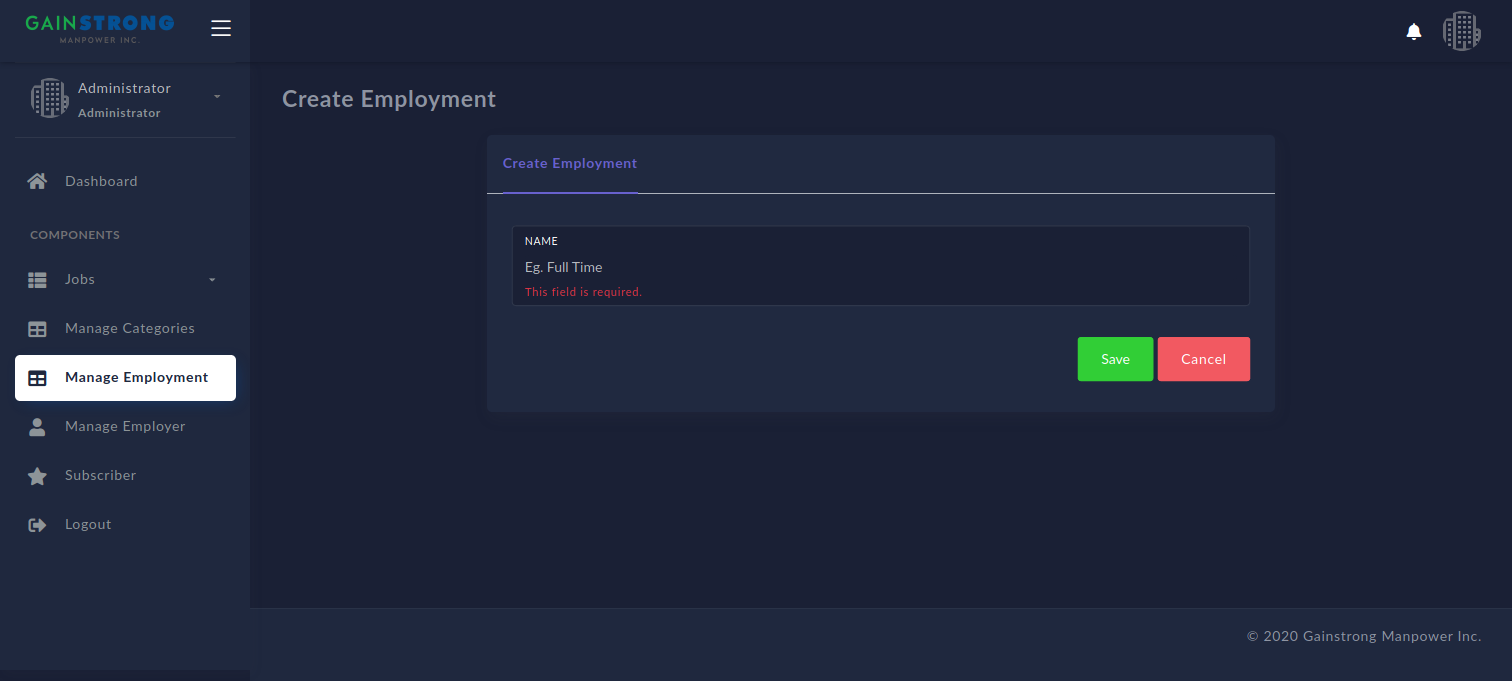 GAINSTRONG
MANPOWER INC.
Administrator
Administrator
Dashboard
COMPONENTS
Jobs
Manage Categories
Manage Employment
Manage Employer
Subscriber
Logout
Create Employment
Create Employment
NAME
Eg. Full Time
This field is required.
Save Cancel
© 2020 Gainstrong Manpower Inc.